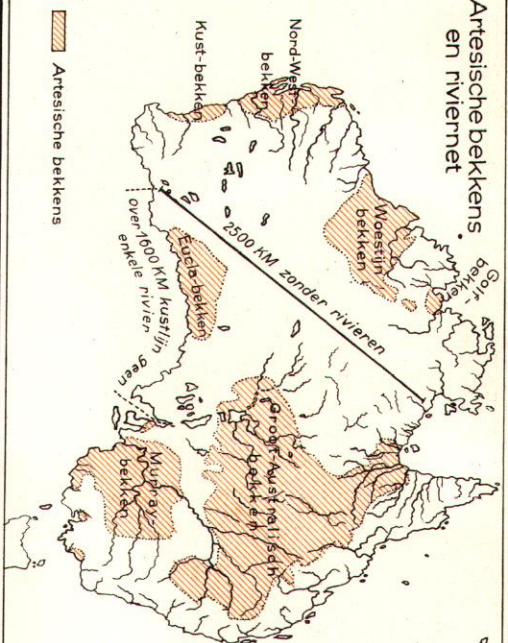 Artesische bekkens
en riviernet
Golf-
bekken
Woestijn
bekken
Nord-West-
bekken
Kust-bekken
2500 KM zonder rivieren
Eucla-bekken
over 1600 KM kustlijn geen
enkele rivier
Groot-Australisch
bekken
Murray-
bekken
Artesische bekkens